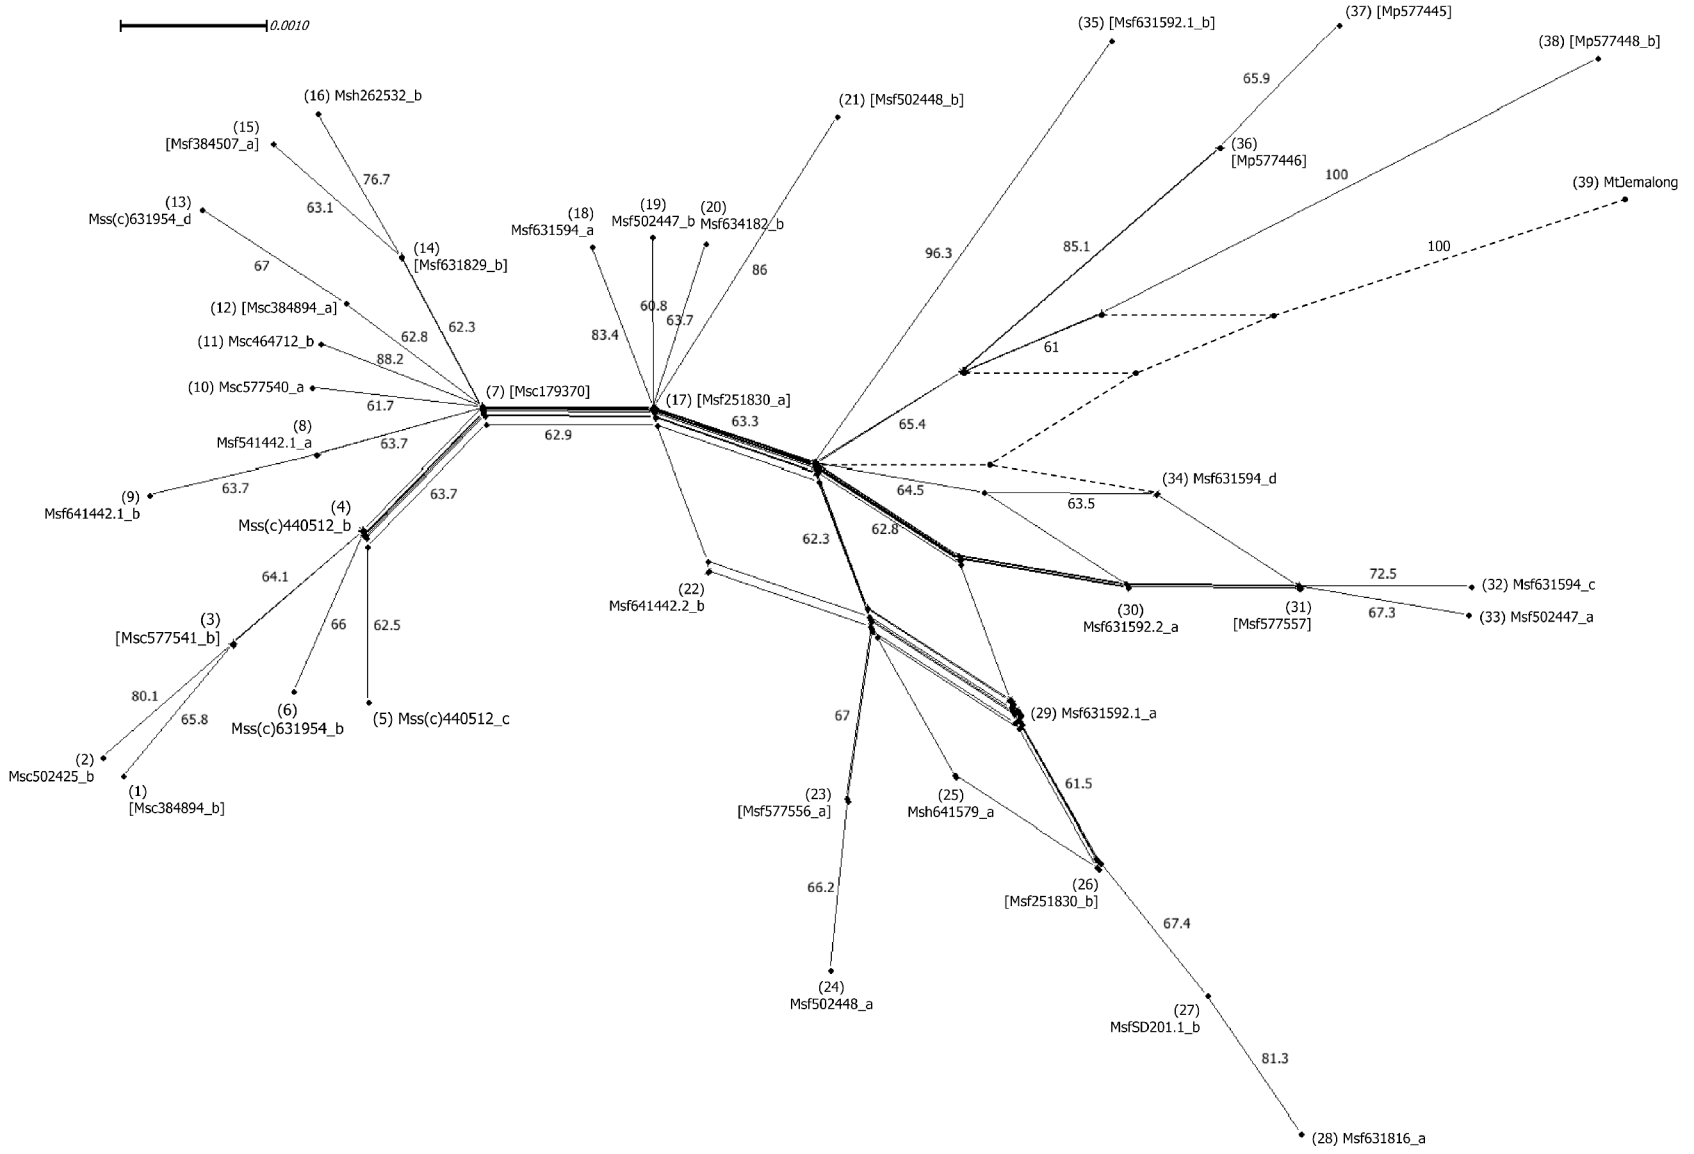 0.0010
(35) [Msf631592.1_b]
(37) [Mp577445]
(38) [Mp577448_b]
65.9
(16) Msh262532_b
(21) [Msf502448_b]
(15)
[Msf384507_a]
(36)
[Mp577446]
100
76.7
(39) MtJemalong
(13)
Mss(c)631954_d
63.1
(18)
Msf631594_a
(19)
Msf502447_b
(20)
Msf634182_b
85.1
96.3
100
67
(14)
[Msf631829_b]
86
(12) [Msc384894_a]
60.8
63.7
62.3
62.8
83.4
(11) Msc464712_b
88.2
61
(10) Msc577540_a
61.7
(7) [Msc179370]
(17) [Msf251830_a]
63.3
65.4
(8)
Msf541442.1_a
63.7
62.9
(9)
Msf641442.1_b
63.7
63.7
64.5
(34) Msf631594_d
63.5
(4)
Mss(c)440512_b
62.3
62.8
64.1
72.5
(32) Msf631594_c
(22)
Msf641442.2_b
(30)
Msf631592.2_a
(31)
[Msf577557]
67.3
(33) Msf502447_a
(3)
[Msc577541_b]
66
62.5
80.1
65.8
(6)
Mss(c)631954_b
(5) Mss(c)440512_c
67
(29) Msf631592.1_a
(2)
Msc502425_b
(1)
[Msc384894_b]
(23)
[Msf577556_a]
(25)
Msh641579_a
61.5
66.2
(26)
[Msf251830_b]
67.4
(24)
Msf502448_a
(27)
MsfSD201.1_b
81.3
(28) Msf631816_a